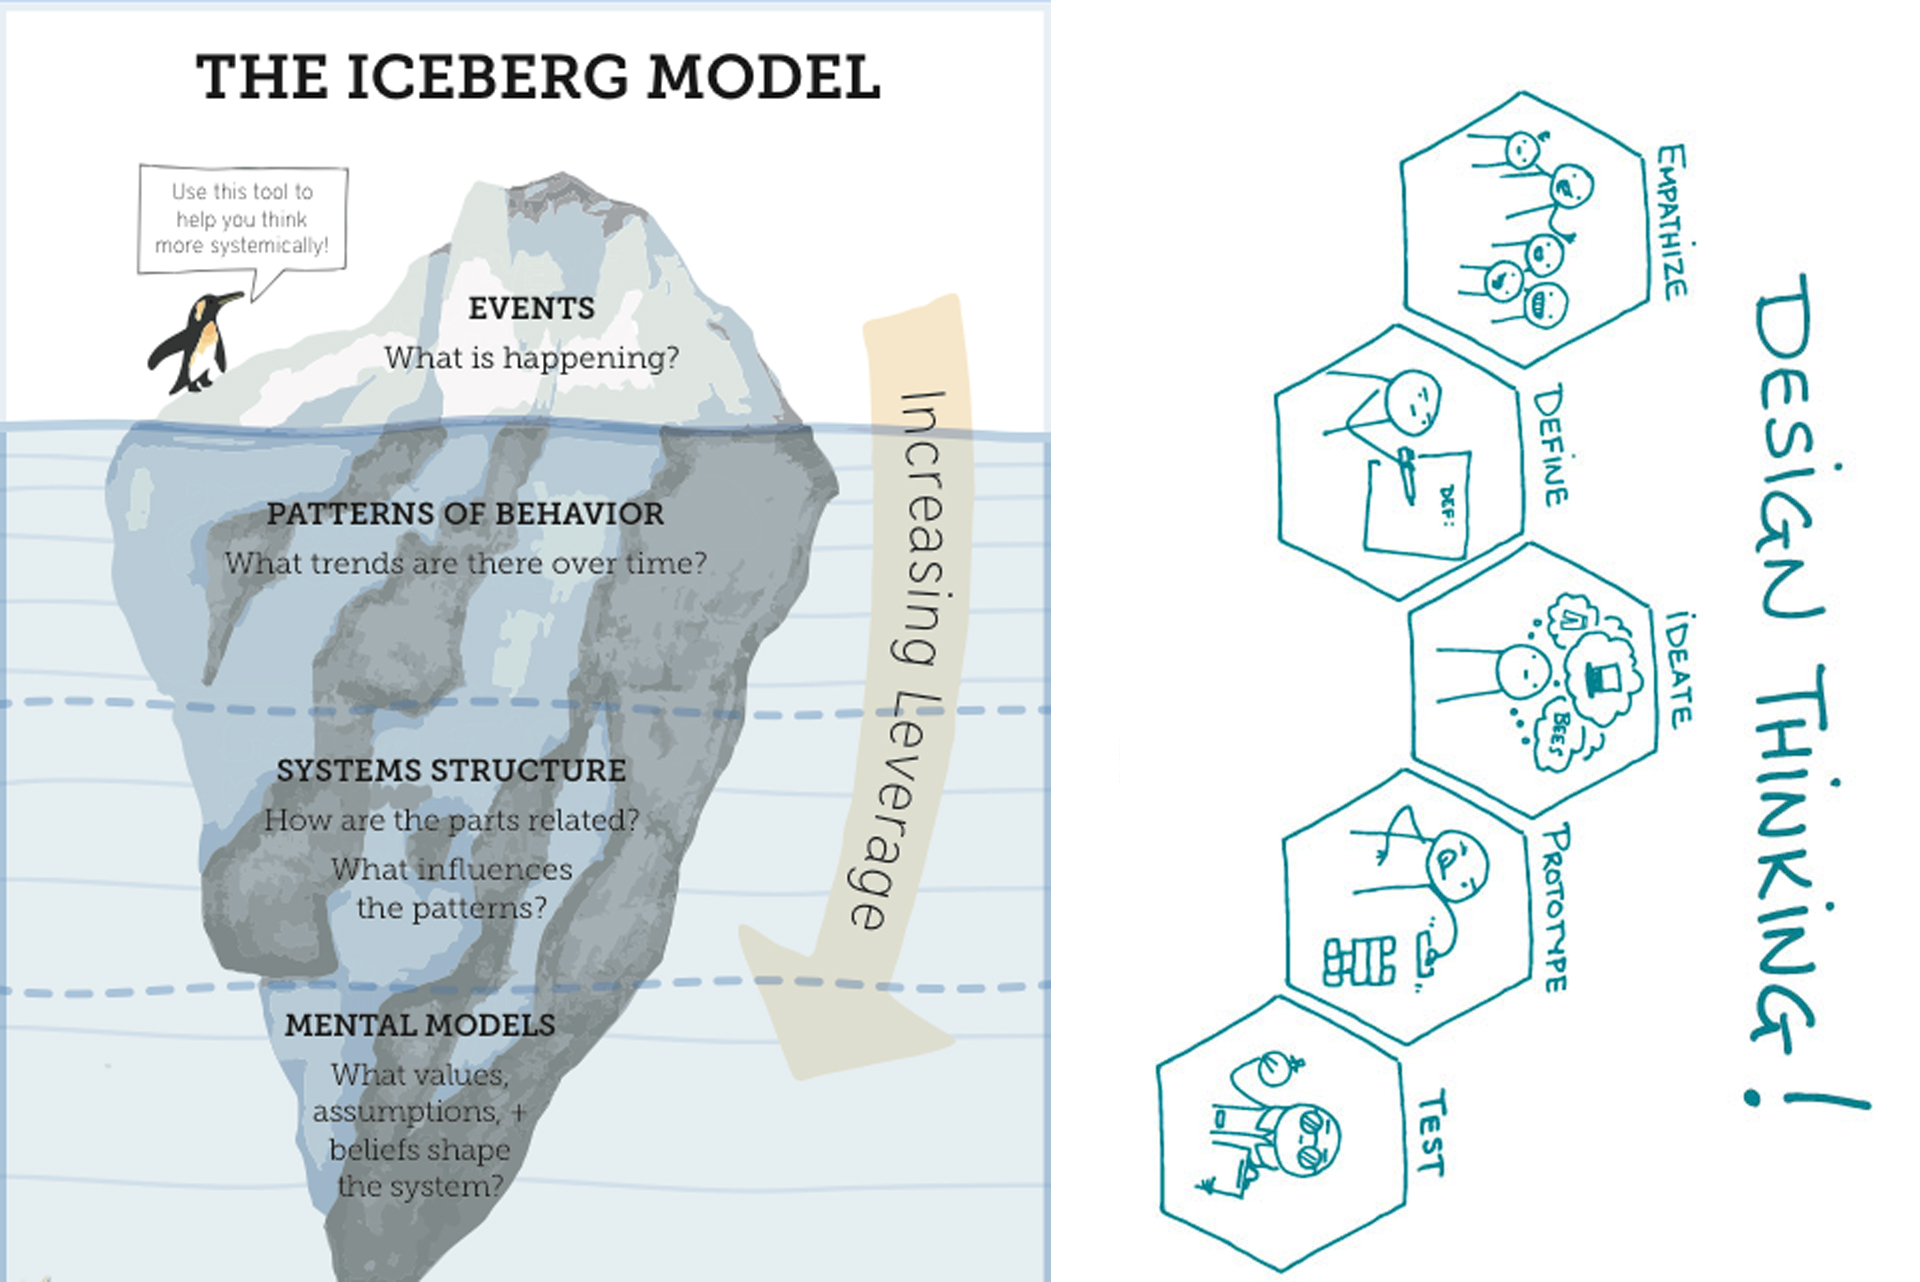 THE ICEBERG MODEL
Use this tool to
help you think
more systemically!
EVENTS
What is happening?
PATTERNS OF BEHAVIOR
What trends are there over time?
SYSTEMS STRUCTURE
How are the parts related?
What influences
the patterns?
MENTAL MODELS
What values,
assumptions, +
beliefs shape
the system?
Increasing Leverage
DESIGN THINKING!
EMPATHIZE
DEFINE
DEF:
IDEATE
BEES
PROTOTYPE
TEST